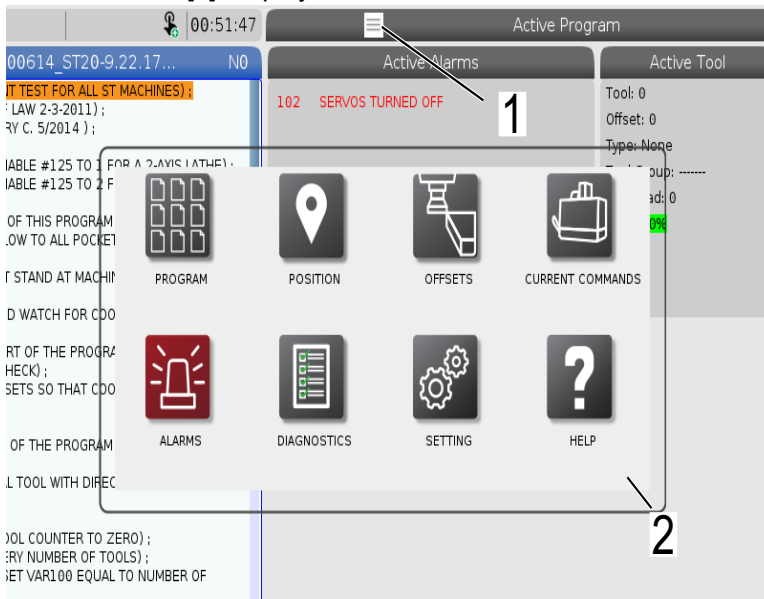 00:51:47
Active Program
00614_ST20-9.22.17... N0
Active Alarms
Active Tool
IT TEST FOR ALL ST MACHINES) ;
LAW 2-3-2011) ;
RY C. 5/2014 ) ;
102 SERVOS TURNED OFF
1
Tool: 0
Offset: 0
Type: None
IABLE #125 TO 1 FOR A 2-AXIS LATHE) ;
IABLE #125 TO 2 F
oup: -------
ad: 0
0%
OF THIS PROGRAM
LOW TO ALL POCKET
T STAND AT MACHIN
D WATCH FOR COO
RT OF THE PROGRA
HECK) ;
SETS SO THAT COO
OF THE PROGRAM
L TOOL WITH DIREC
OOL COUNTER TO ZERO) ;
ERY NUMBER OF TOOLS) ;
SET VAR100 EQUAL TO NUMBER OF
PROGRAM
POSITION
OFFSETS
CURRENT COMMANDS
ALARMS
DIAGNOSTICS
SETTING
HELP
2